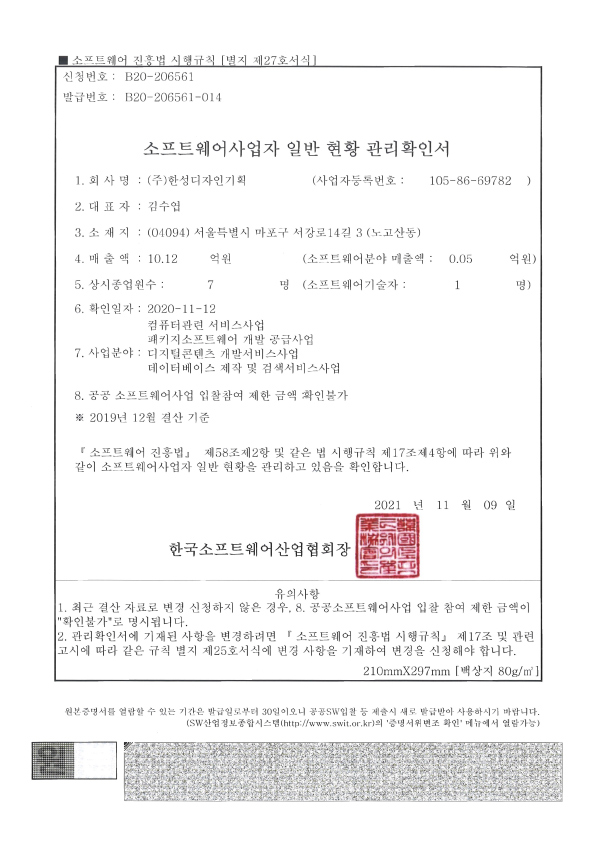 ■ 소프트웨어 진흥법 시행규칙 [별지 제27호서식]
신청번호 : B20-206561
발급번호 : B20-206561-014
소프트웨어사업자 일반 현황 관리확인서
1. 회 사 명 : (주)한성디자인기획 (사업자등록번호 : 105-86-69782 )
2. 대 표 자 : 김수엽
3. 소 재 지 : (04094) 서울특별시 마포구 서강로14길 3 (노고산동)
4. 매 출 액 : 10.12 억원 (소프트웨어분야 매출액 : 0.05 억원)
5. 상시종업원수 : 7 명 (소프트웨어기술자 : 1 명)
6. 확인일자 : 2020-11-12
컴퓨터관련 서비스사업
패키지소프트웨어 개발 공급사업
7. 사업분야 : 디지털콘텐츠 개발서비스사업
데이터베이스 제작 및 검색서비스사업
8. 공공 소프트웨어사업 입찰참여 제한 금액 :확인불가
※ 2019년 12월 결산 기준
『 소프트웨어 진흥법』 제58조제2항 및 같은 법 시행규칙 제17조제4항에 따라 위와
같이 소프트웨어사업자 일반 현황을 관리하고 있음을 확인합니다.
2021 년 11 월 09 일
한국소프트웨어산업협회장
유의사항
1. 최근 결산 자료로 변경 신청하지 않은 경우, 8. 공공소프트웨어사업 입찰 참여 제한 금액이
"확인불가"로 명시됩니다.
2. 관리확인서에 기재된 사항을 변경하려면 『 소프트웨어 진흥법 시행규칙』 제17조 및 관련
고시에 따라 같은 규칙 별지 제25호서식에 변경 사항을 기재하여 변경을 신청해야 합니다.
210mmX297mm [백상지 80g/㎡]
원본증명서를 열람할 수 있는 기간은 발급일로부터 30일이오니 공공SW입찰 등 제출시 새로 발급받아 사용하시기 바랍니다.
(SW산업정보종합시스템(http://www.swit.or.kr)의 '증명서위변조 확인' 메뉴에서 열람가능)